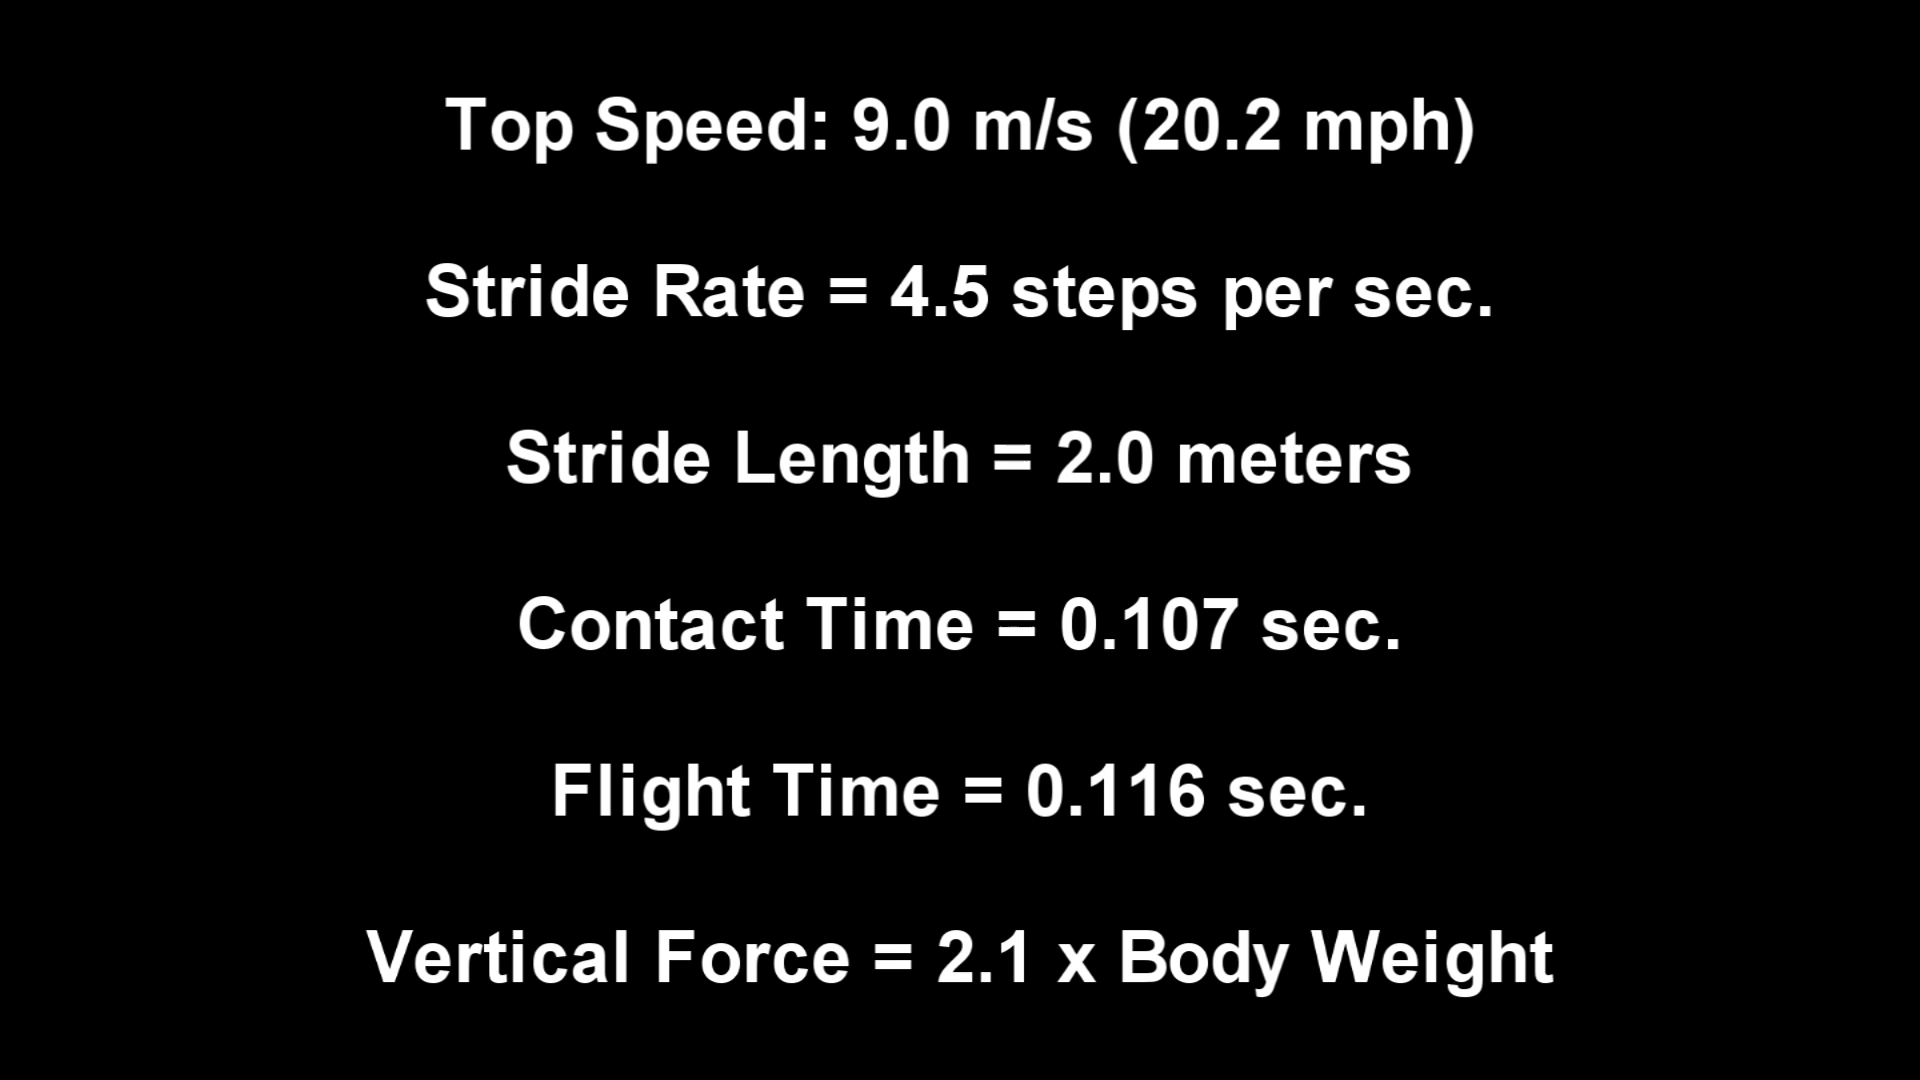 Top Speed: 9.0 m/s (20.2 mph)
Stride Rate = 4.5 steps per sec.
Stride Length = 2.0 meters
Contact Time = 0.107 sec.
Flight Time = 0.116 sec.
Vertical Force = 2.1 x Body Weight